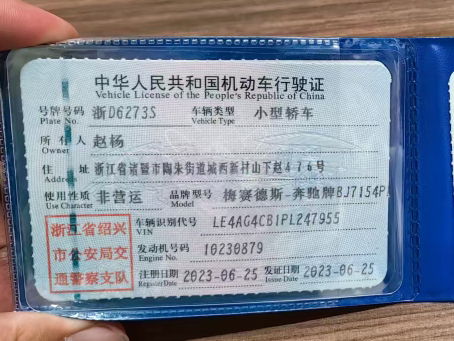 中华人民共和国机动车行驶证
Vehicle License of the People's Republic of China
号牌号码 浙D6273S 车辆类型 小型轿车
Plate No. Vehicle Type
所有人 赵杨
Owner
住址 浙江省诸暨市陶朱街道城西新村山下赵476号
Address
使用性质 非营运 品牌型号 梅赛德斯-奔驰牌BJ7154P
Use Character Model
浙江省绍兴
市公安局交
通警察支队
车辆识别代号 LE4AG4CB1PL247955
VIN
发动机号码 10230879
Engine No.
注册日期 2023-06-25 发证日期 2023-06-25
Register Date Issue Date